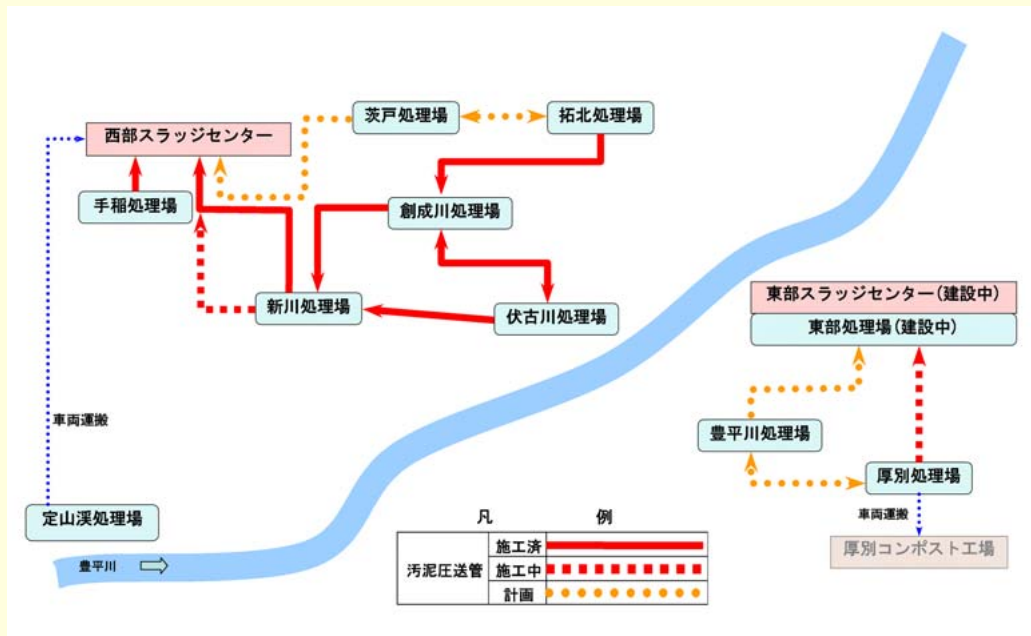 茨戸処理場
拓北処理場
西部スラッジセンター
手稲処理場
創成川処理場
新川処理場
伏古川処理場
東部スラッジセンター(建設中)
東部処理場(建設中)
車両運搬
豊平川処理場
厚別処理場
定山渓処理場
車両運搬
凡 例
厚別コンポスト工場
豊平川
汚泥圧送管
施工済
施工中
計画